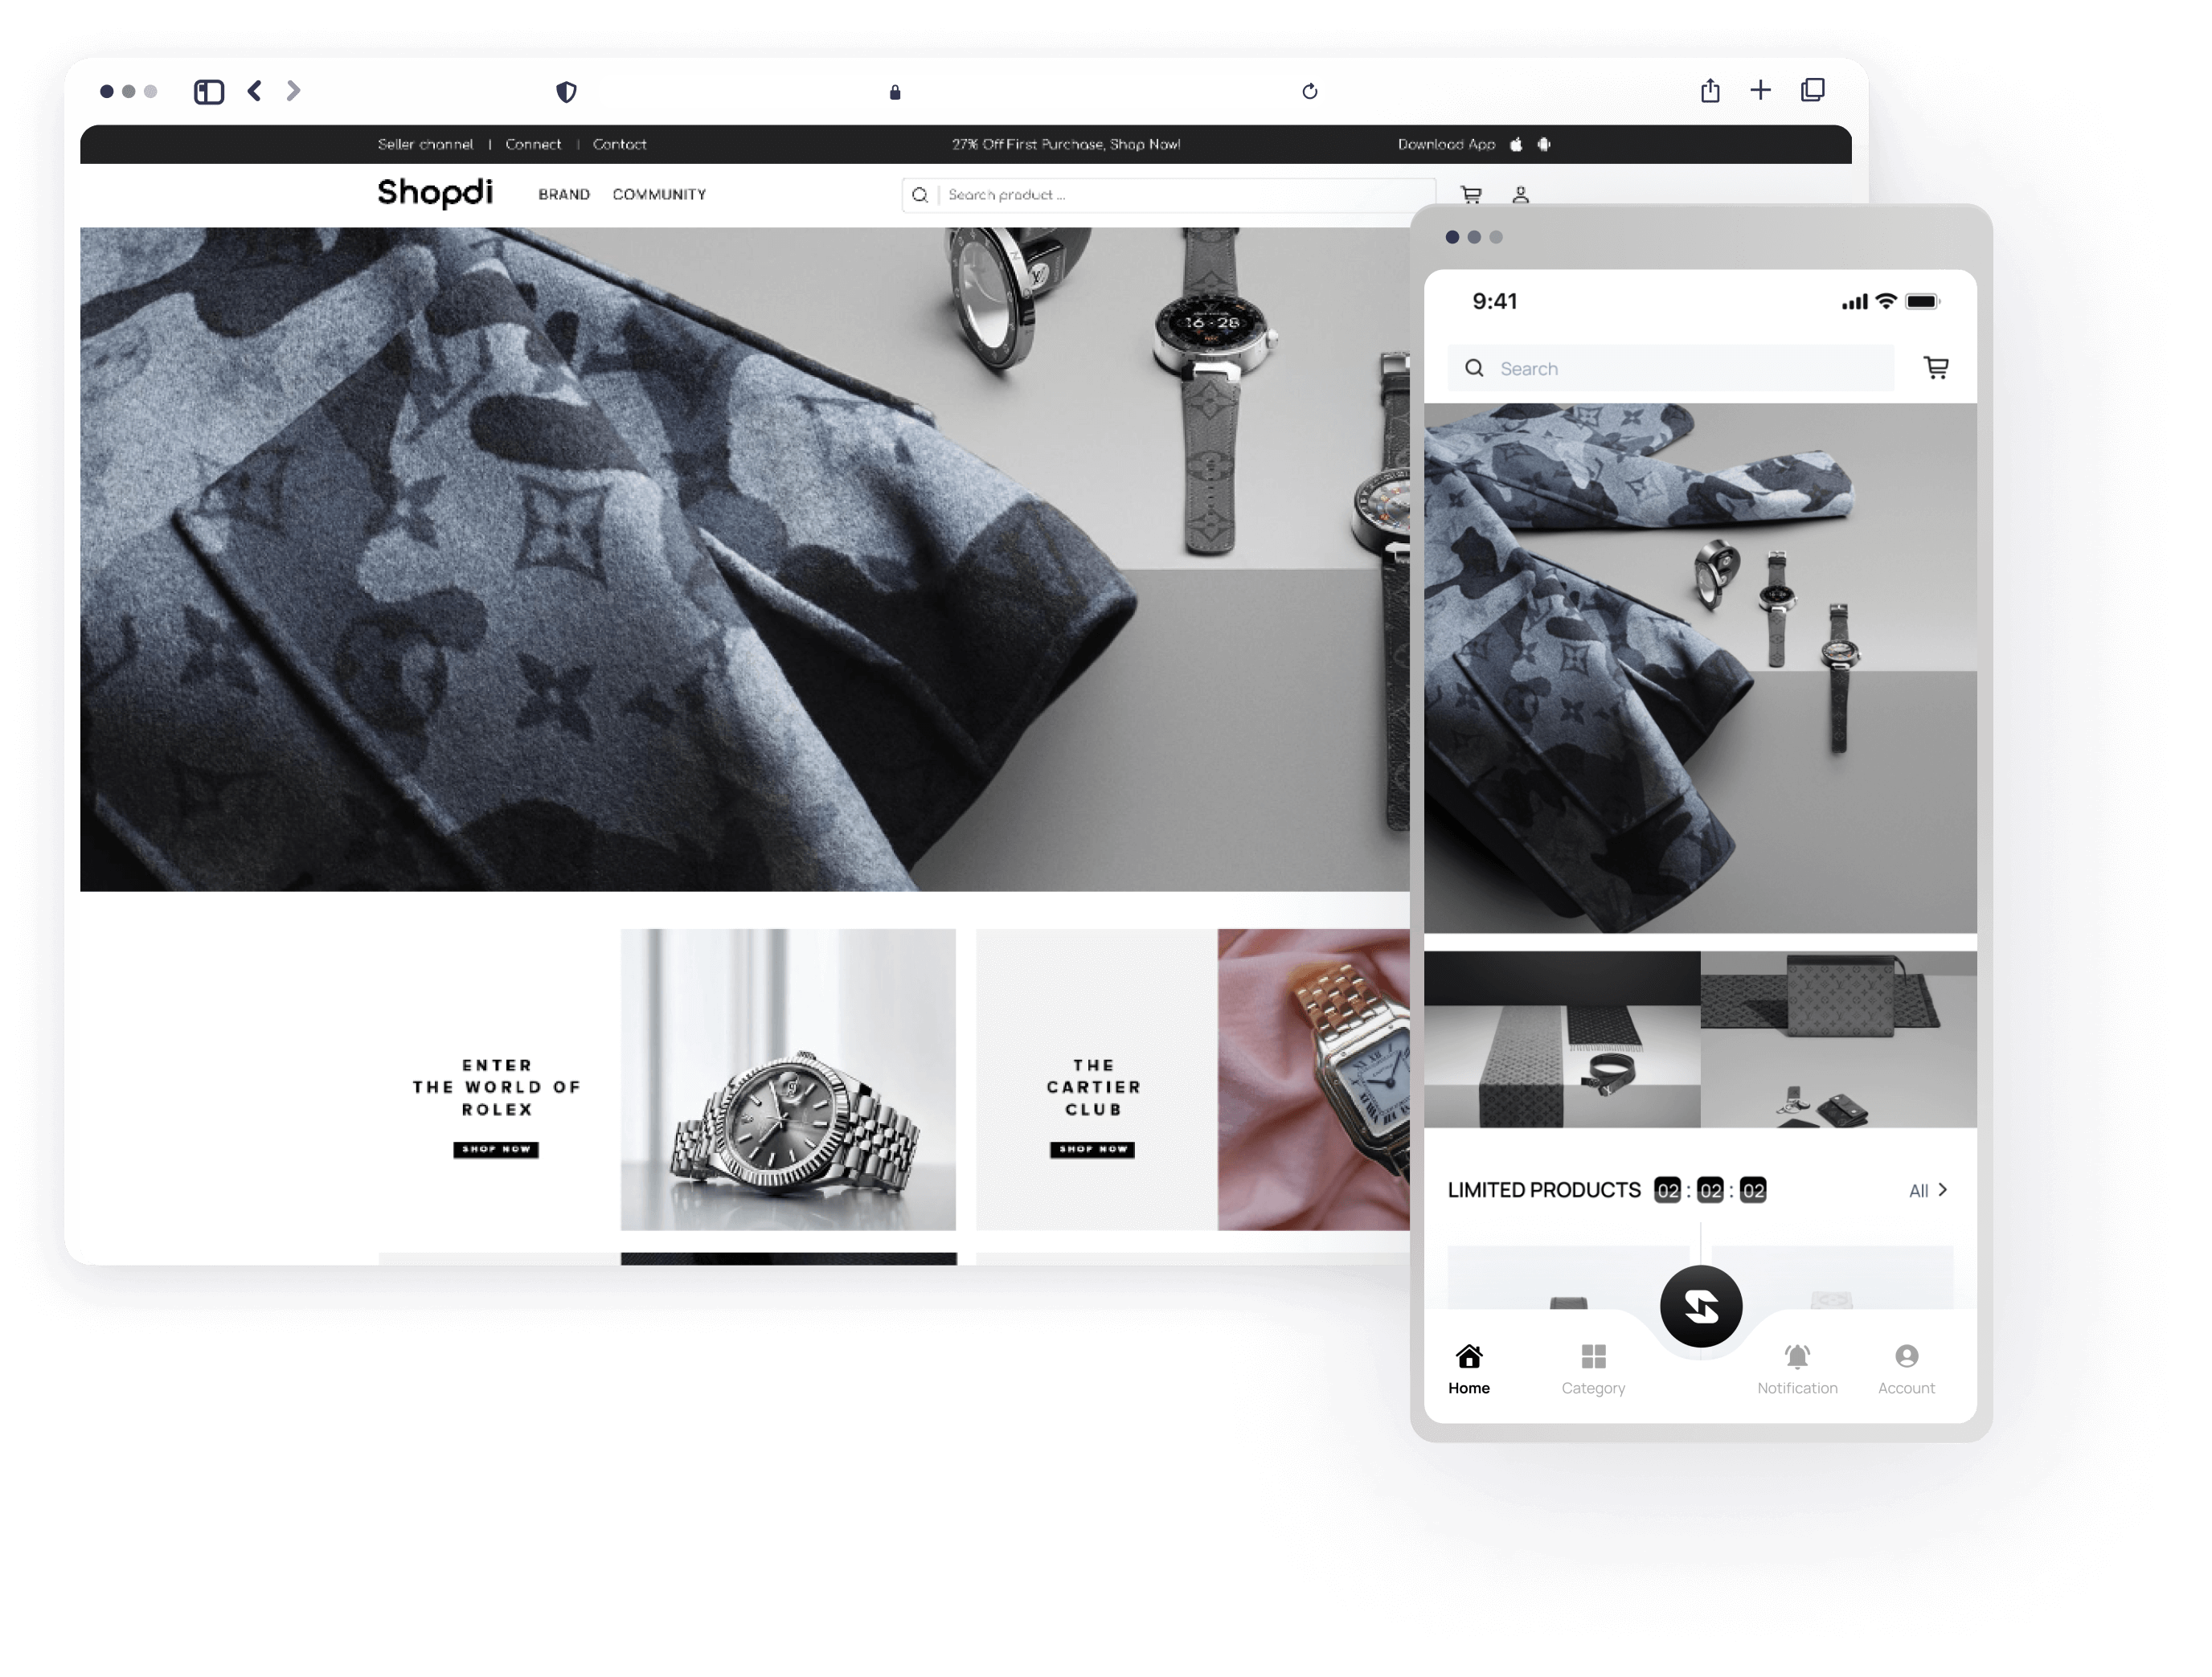 Seller channel | Connect | Contact
27% Off First Purchase, Shop Now!
Download App
Shopdi
BRAND
COMMUNITY
Search product ...
16 28
ENTER
THE WORLD OF
ROLEX
SHOP NOW
THE
CARTIER
CLUB
SHOP NOW
9:41
Search
LIMITED PRODUCTS 02 : 02 : 02
All
Home
Category
Notification
Account